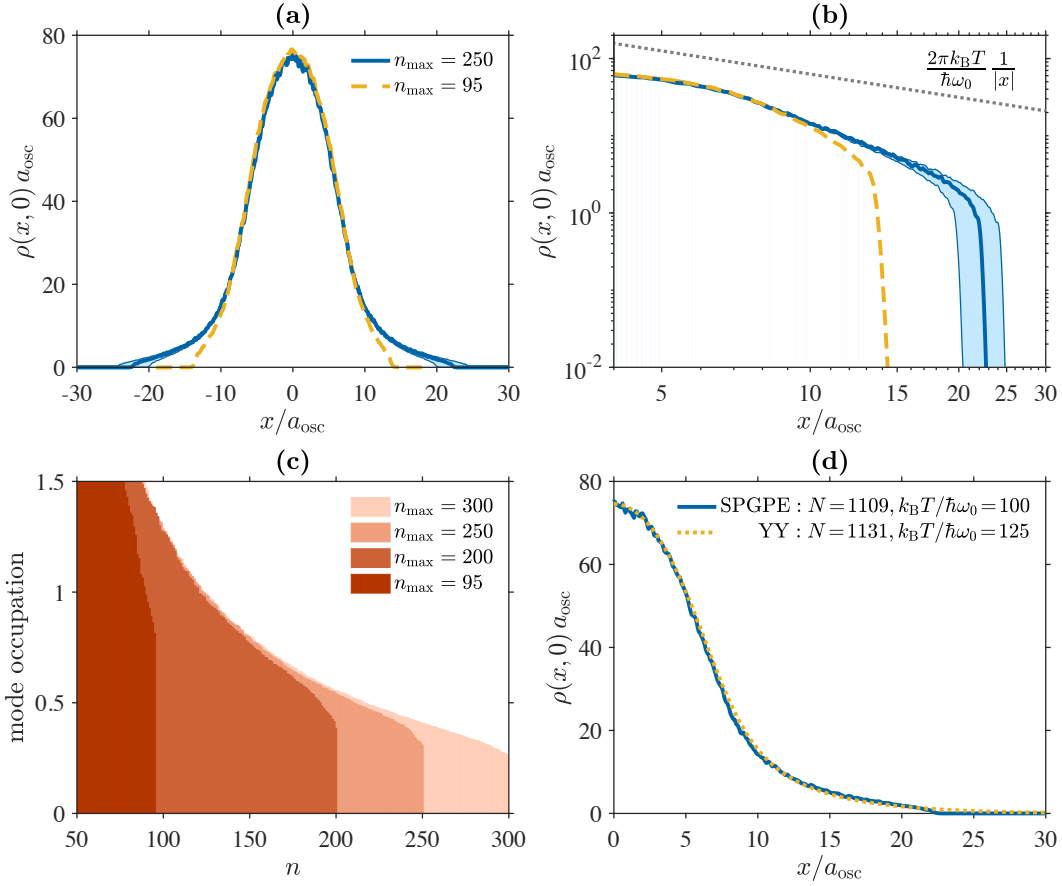 (a)
80
60
40
20
0
-30 -20 -10 0 10 20 30
x/a_osc
ρ(x, 0) a_osc
n_max = 250
n_max = 95
(b)
10^2
10^0
10^-2
5 10 15 20 25 30
x/a_osc
ρ(x, 0) a_osc
2πk_BT/ħω_0 1/|x|
(c)
1.5
1
0.5
0
50 100 150 200 250 300
n
mode occupation
n_max = 300
n_max = 250
n_max = 200
n_max = 95
(d)
80
60
40
20
0
0 5 10 15 20 25 30
x/a_osc
ρ(x, 0) a_osc
SPGPE : N = 1109, k_BT/ħω_0 = 100
YY : N = 1131, k_BT/ħω_0 = 125